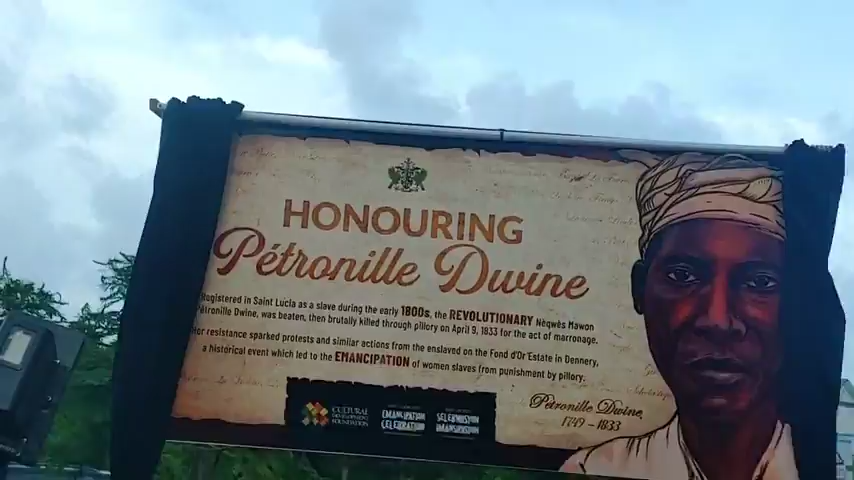 HONOURING
Pétronille Dwine
Registered in Saint Lucia as a slave during the early 1800s, the REVOLUTIONARY Nègwès Mawon
Pétronille Dwine, was beaten, then brutally killed through pillory on April 9, 1833 for the act of marronage.
Her resistance sparked protests and similar actions from the enslaved on the Fond d'Or Estate in Dennery,
a historical event which led to the EMANCIPATION of women slaves from punishment by pillory.
Pétronille Dwine,
1749 - 1833
CULTURAL
DEVELOPMENT
FOUNDATION
EMANCIPATION
CELEBRATION